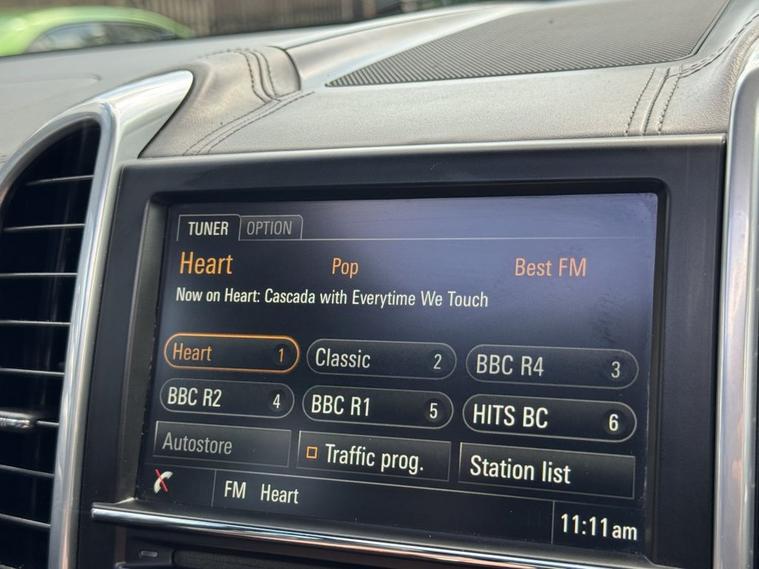 TUNER OPTION
Heart Pop Best FM
Now on Heart: Cascada with Everytime We Touch
Heart 1 Classic 2 BBC R4 3
BBC R2 4 BBC R1 5 HITS BC 6
Autostore Traffic prog. Station list
FM Heart
11:11 am